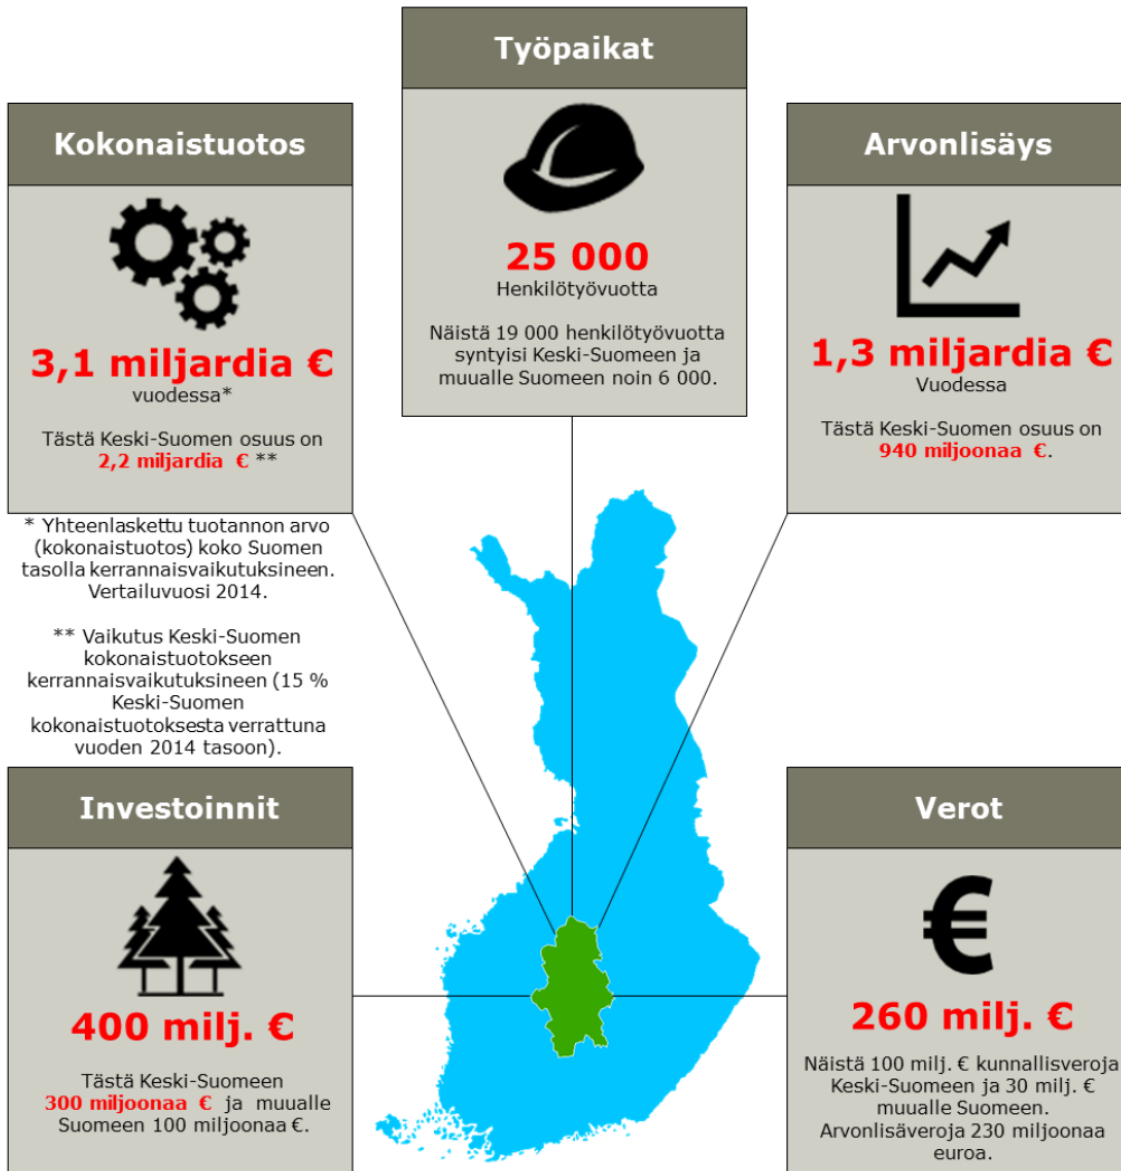 Työpaikat
25 000
Henkilötyövuotta
Näistä 19 000 henkilötyövuotta
syntyisi Keski-Suomeen ja
muualle Suomeen noin 6 000.
Kokonaistuotos
3,1 miljardia €
vuodessa*
Tästä Keski-Suomen osuus on
2,2 miljardia € **
* Yhteenlaskettu tuotannon arvo
(kokonaistuotos) koko Suomen
tasolla kerrannaisvaikutuksineen.
Vertailuvuosi 2014.
** Vaikutus Keski-Suomen
kokonaistuotokseen
kerrannaisvaikutuksineen (15 %
Keski-Suomen
kokonaistuotoksesta verrattuna
vuoden 2014 tasoon).
Arvonlisäys
1,3 miljardia €
Vuodessa
Tästä Keski-Suomen osuus on
940 miljoonaa €.
Investoinnit
400 milj. €
Tästä Keski-Suomeen
300 miljoonaa € ja muualle
Suomeen 100 miljoonaa €.
Verot
€
260 milj. €
Näistä 100 milj. € kunnallisveroja
Keski-Suomeen ja 30 milj. €
muualle Suomeen.
Arvonlisäveroja 230 miljoonaa
euroa.